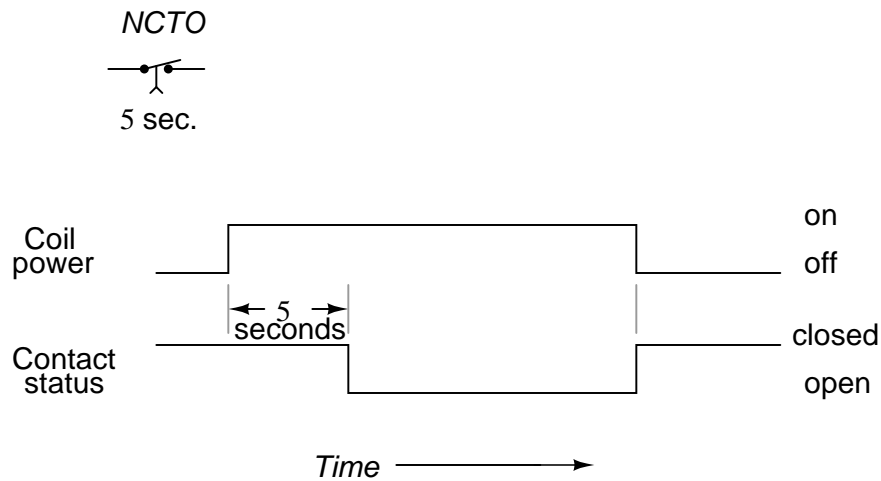 NCTO
5 sec.
Coil
power
on
off
5
seconds
Contact
status
closed
open
Time